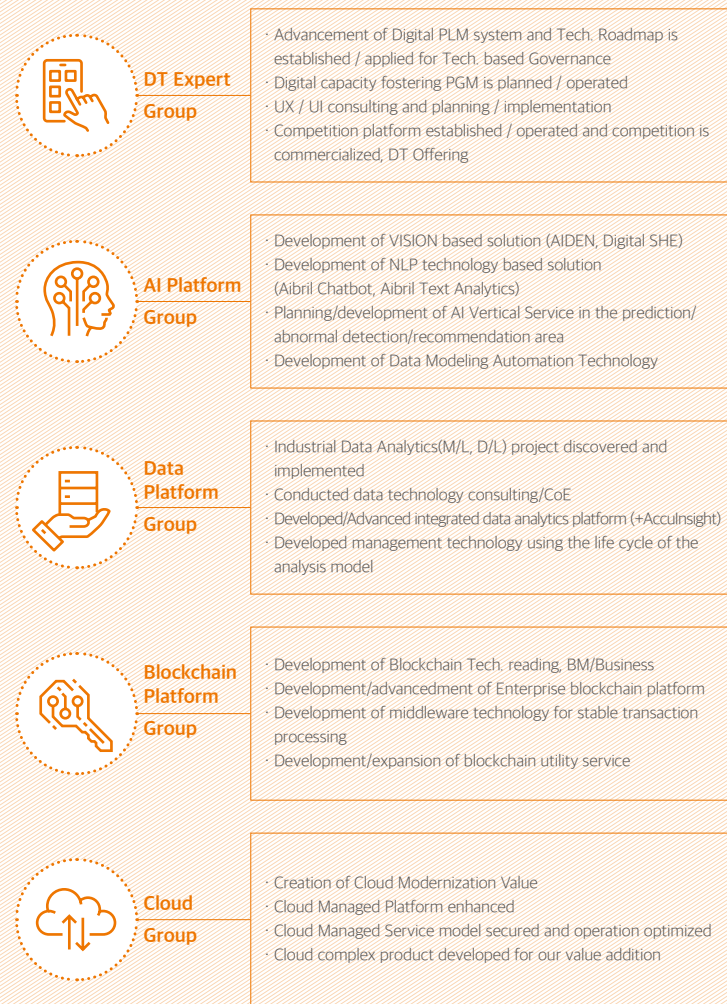 DT Expert
Group
· Advancement of Digital PLM system and Tech. Roadmap is
established / applied for Tech. based Governance
· Digital capacity fostering PGM is planned / operated
· UX / UI consulting and planning / implementation
· Competition platform established / operated and competition is
commercialized, DT Offering
AI Platform
Group
· Development of VISION based solution (AIDEN, Digital SHE)
· Development of NLP technology based solution
(Aibril Chatbot, Aibril Text Analytics)
· Planning/development of AI Vertical Service in the prediction/
abnormal detection/recommendation area
· Development of Data Modeling Automation Technology
Data
Platform
Group
· Industrial Data Analytics(M/L, D/L) project discovered and
implemented
· Conducted data technology consulting/CoE
· Developed/Advanced integrated data analytics platform (+AccuInsight)
· Developed management technology using the life cycle of the
analysis model
Blockchain
Platform
Group
· Development of Blockchain Tech. reading, BM/Business
· Development/advancedment of Enterprise blockchain platform
· Development of middleware technology for stable transaction
processing
· Development/expansion of blockchain utility service
Cloud
Group
· Creation of Cloud Modernization Value
· Cloud Managed Platform enhanced
· Cloud Managed Service model secured and operation optimized
· Cloud complex product developed for our value addition